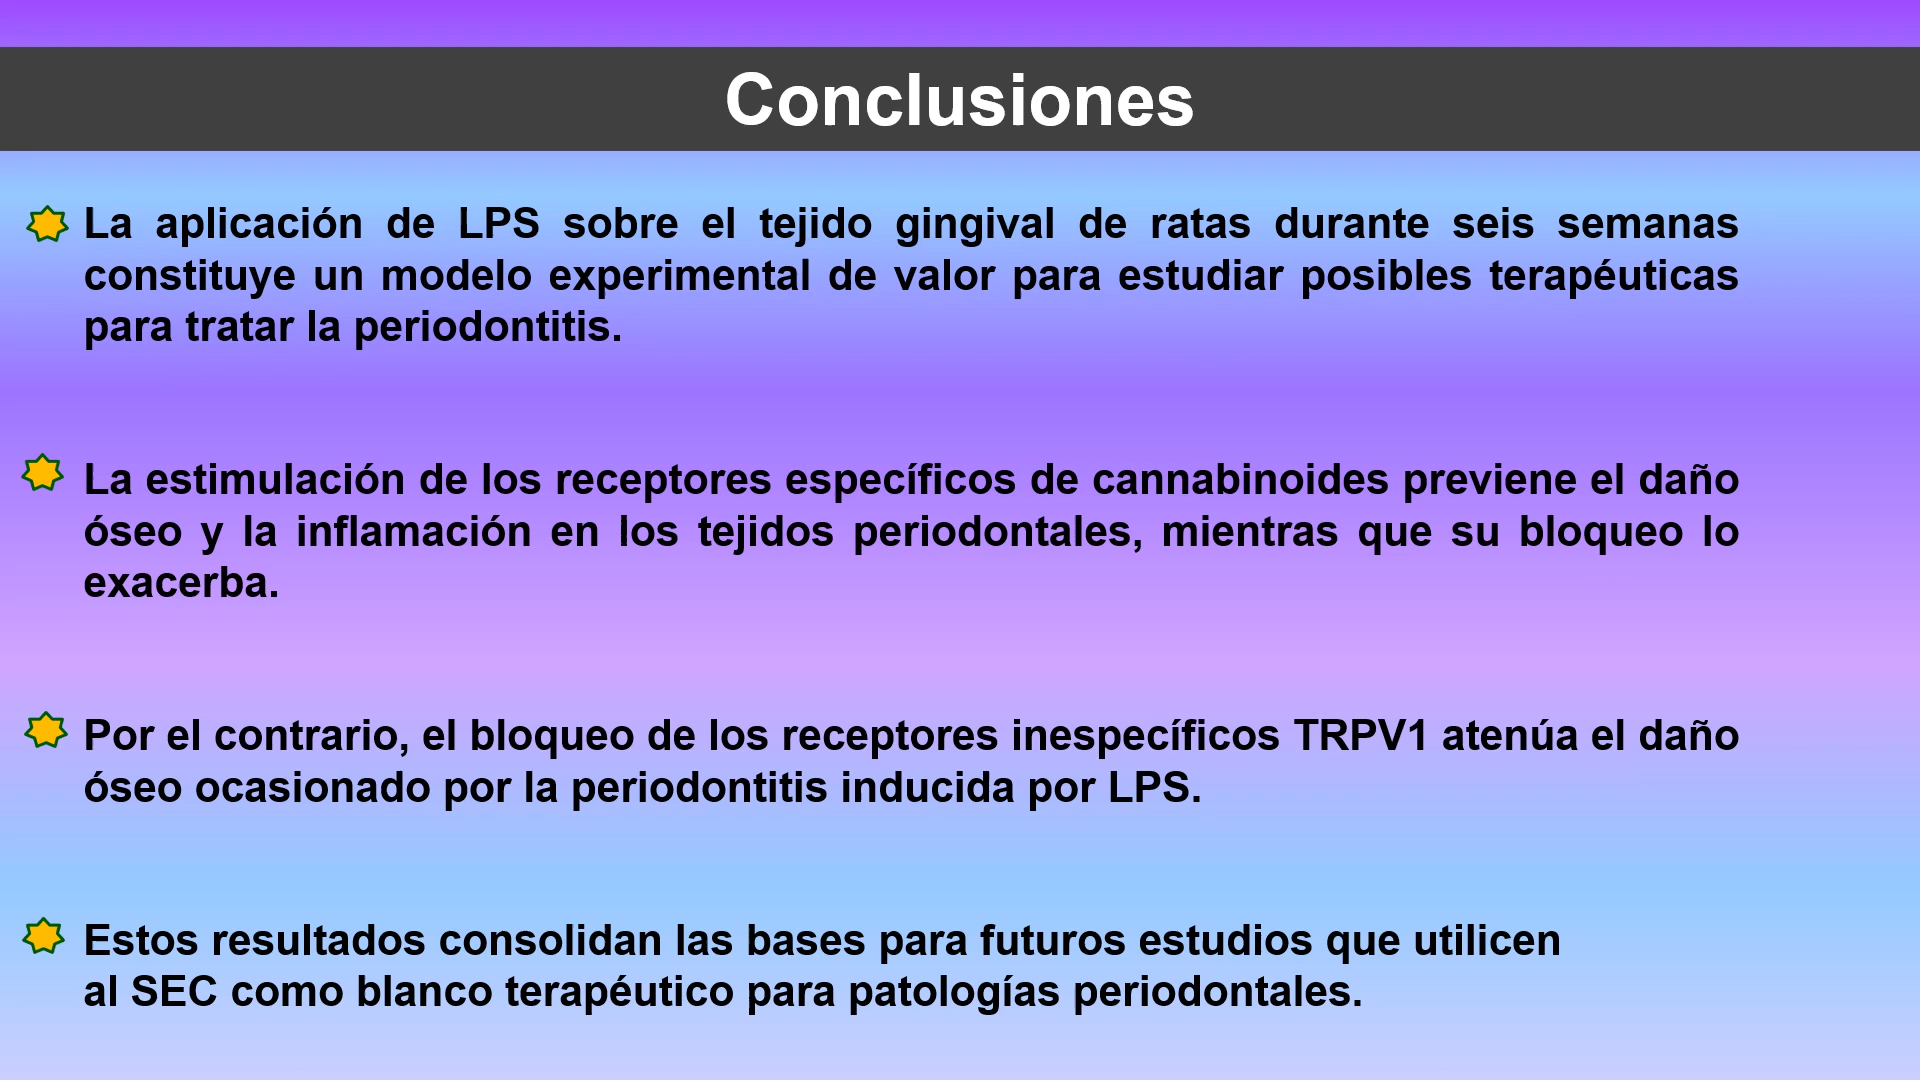 Conclusiones
La aplicación de LPS sobre el tejido gingival de ratas durante seis semanas
constituye un modelo experimental de valor para estudiar posibles terapéuticas
para tratar la periodontitis.
La estimulación de los receptores específicos de cannabinoides previene el daño
óseo y la inflamación en los tejidos periodontales, mientras que su bloqueo lo
exacerba.
Por el contrario, el bloqueo de los receptores inespecíficos TRPV1 atenúa el daño
óseo ocasionado por la periodontitis inducida por LPS.
Estos resultados consolidan las bases para futuros estudios que utilicen
al SEC como blanco terapéutico para patologías periodontales.